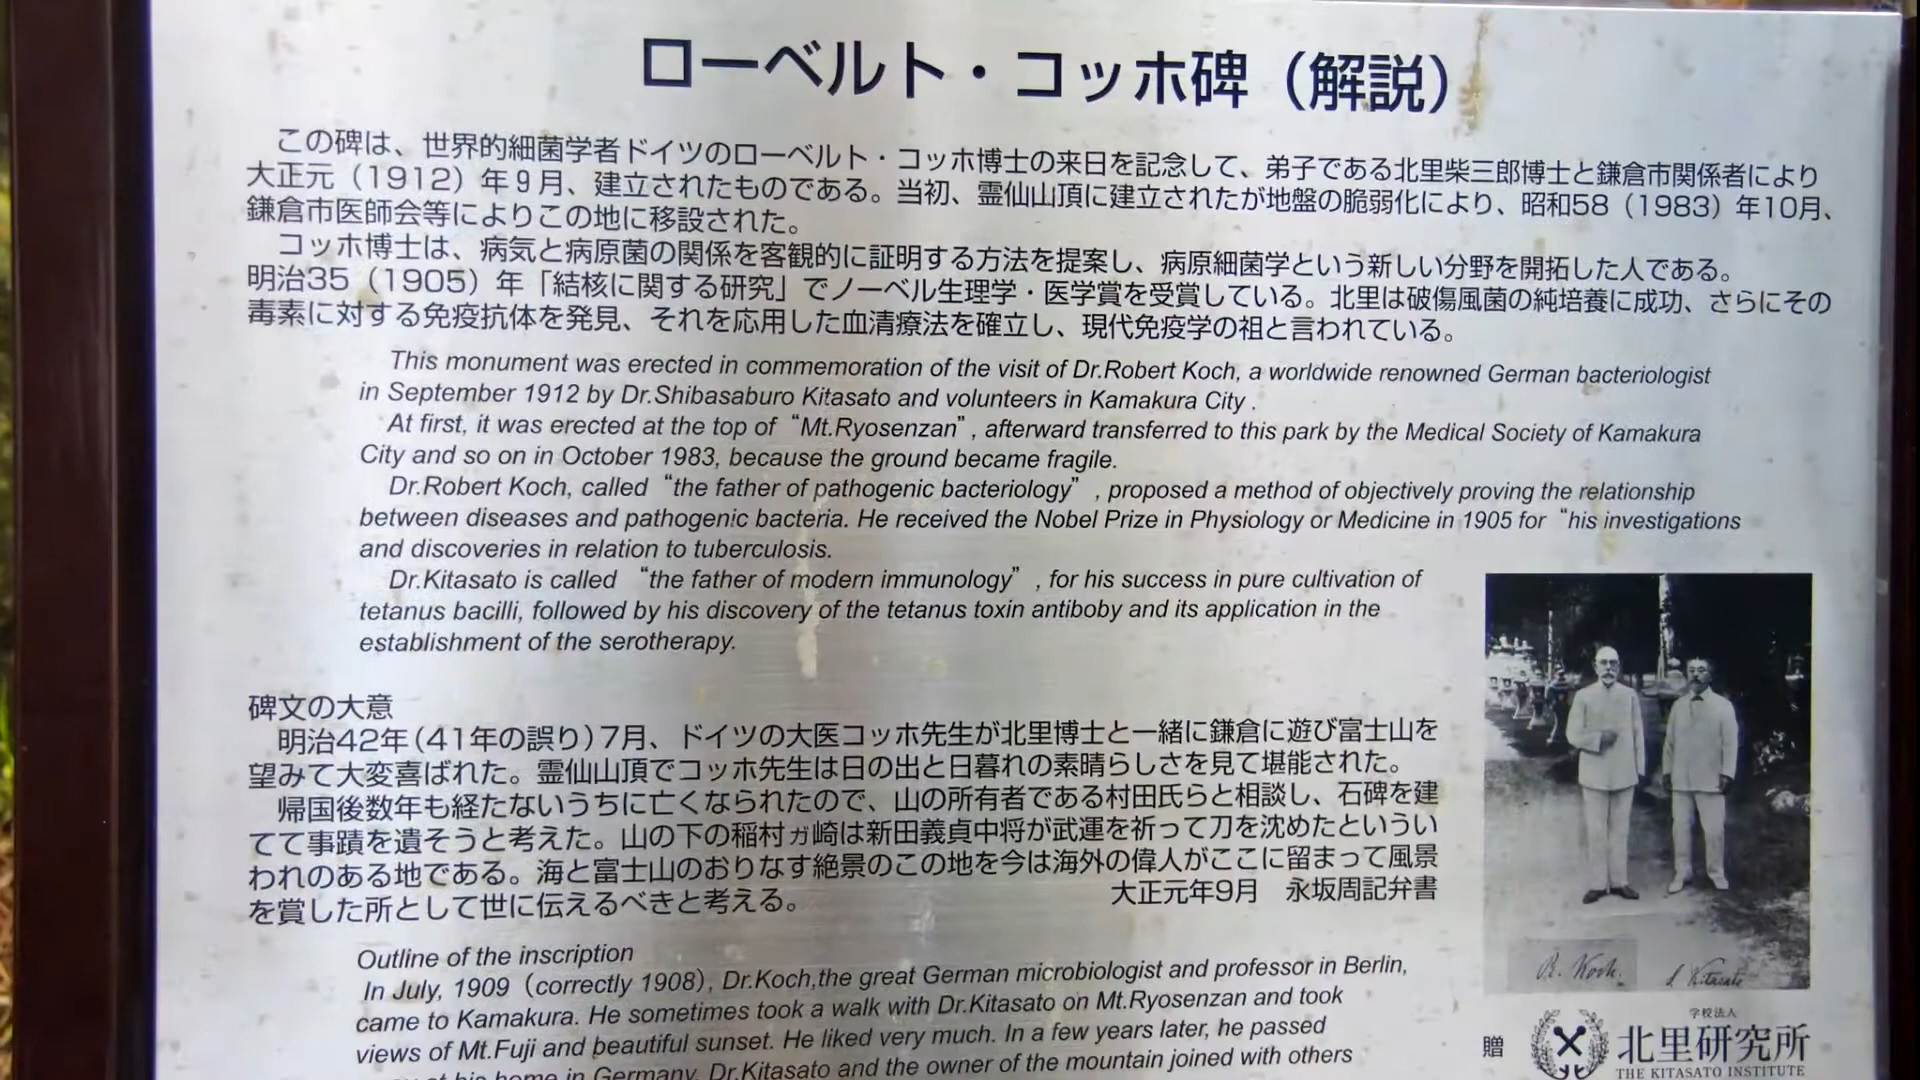 ローベルト・コッホ碑（解説）
この碑は、世界的細菌学者ドイツのローベルト・コッホ博士の来日を記念して、弟子である北里柴三郎博士と鎌倉市関係者により
大正元（1912）年9月、建立されたものである。当初、霊仙山頂に建立されたが地盤の脆弱化により、昭和58（1983）年10月、
鎌倉市医師会等によりこの地に移設された。
コッホ博士は、病気と病原菌の関係を客観的に証明する方法を提案し、病原細菌学という新しい分野を開拓した人である。
明治35（1905）年「結核に関する研究」でノーベル生理学・医学賞を受賞している。北里は破傷風菌の純培養に成功、さらにその
毒素に対する免疫抗体を発見、それを応用した血清療法を確立し、現代免疫学の祖と言われている。
This monument was erected in commemoration of the visit of Dr.Robert Koch, a worldwide renowned German bacteriologist
in September 1912 by Dr.Shibasaburo Kitasato and volunteers in Kamakura City .
At first, it was erected at the top of “Mt.Ryosenzan”, afterward transferred to this park by the Medical Society of Kamakura
City and so on in October 1983, because the ground became fragile.
Dr.Robert Koch, called “the father of pathogenic bacteriology” , proposed a method of objectively proving the relationship
between diseases and pathogenic bacteria. He received the Nobel Prize in Physiology or Medicine in 1905 for “his investigations
and discoveries in relation to tuberculosis.
Dr.Kitasato is called “the father of modern immunology” , for his success in pure cultivation of
tetanus bacilli, followed by his discovery of the tetanus toxin antiboby and its application in the
establishment of the serotherapy.
碑文の大意
明治42年(41年の誤り)7月、ドイツの大医コッホ先生が北里博士と一緒に鎌倉に遊び富士山を
望みて大変喜ばれた。霊仙山頂でコッホ先生は日の出と日暮れの素晴らしさを見て堪能された。
帰国後数年も経たないうちに亡くなられたので、山の所有者である村田氏らと相談し、石碑を建
てて事蹟を遺そうと考えた。山の下の稲村ガ崎は新田義貞中将が武運を祈って刀を沈めたというい
われのある地である。海と富士山のおりなす絶景のこの地を今は海外の偉人がここに留まって風景
を賞した所として世に伝えるべきと考える。
大正元年9月 永坂周記弁書
Outline of the inscription
In July, 1909（correctly 1908）, Dr.Koch,the great German microbiologist and professor in Berlin,
came to Kamakura. He sometimes took a walk with Dr.Kitasato on Mt.Ryosenzan and took
views of Mt.Fuji and beautiful sunset. He liked very much. In a few years later, he passed
at his home in Germany. Dr.Kitasato and the owner of the mountain joined with others
R. Koch. S. Kitasato
贈
学校法人
北里研究所
THE KITASATO INSTITUTE